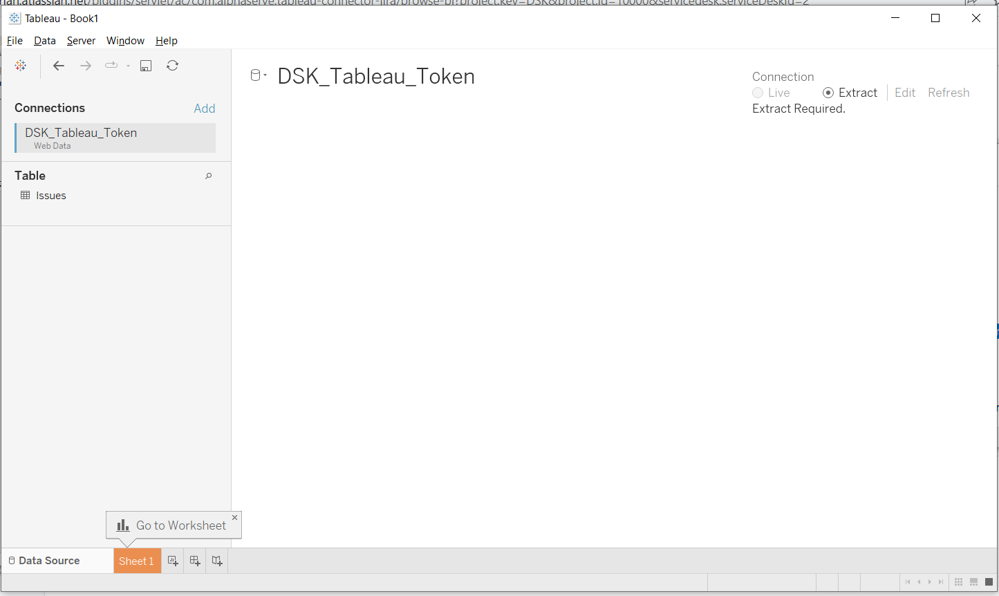 han.atlassian.net/plugins/servlet/ac/com.alphaserve.tableau-connector-jira/browse-bi?project.key=DSK&project.id=10000&servicedesk.serviceDeskId=2
Tableau - Book1
File Data Server Window Help
DSK_Tableau_Token
Connection
Live Extract Edit Refresh
Extract Required.
Connections Add
DSK_Tableau_Token
Web Data
Table
Issues
Go to Worksheet
Data Source Sheet 1